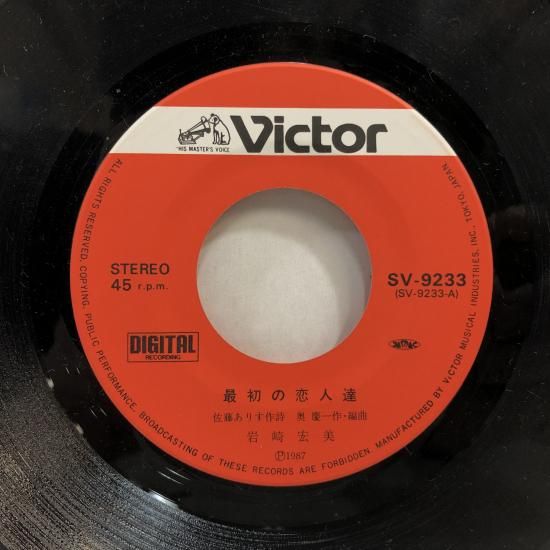 Victor
"HIS MASTER'S VOICE"
STEREO
45 r.p.m.
SV-9233
(SV-9233-A)
DIGITAL
RECORDING
最初の恋人達
佐藤ありす作詩 奥 慶一作・編曲
岩崎宏美
Ⓟ1987
ALL RIGHTS RESERVED. COPYING, PUBLIC PERFORMANCE, BROADCASTING OF THESE RECORDS ARE FORBIDDEN. MANUFACTURED BY VICTOR MUSICAL INDUSTRIES, INC., TOKYO, JAPAN.